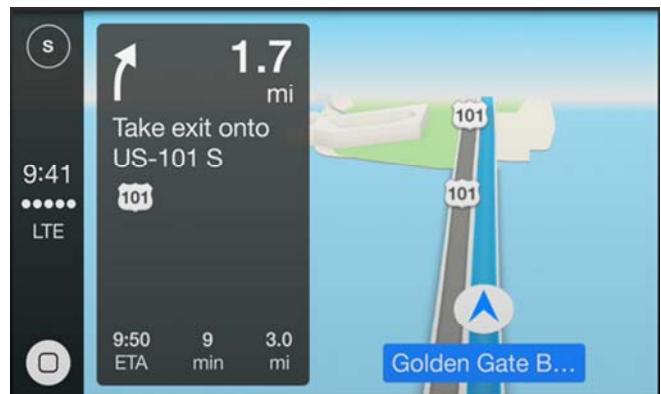 S
9:41
LTE
1.7
mi
Take exit onto
US-101 S
101
9:50 9 3.0
ETA min mi
101
101
Golden Gate B...